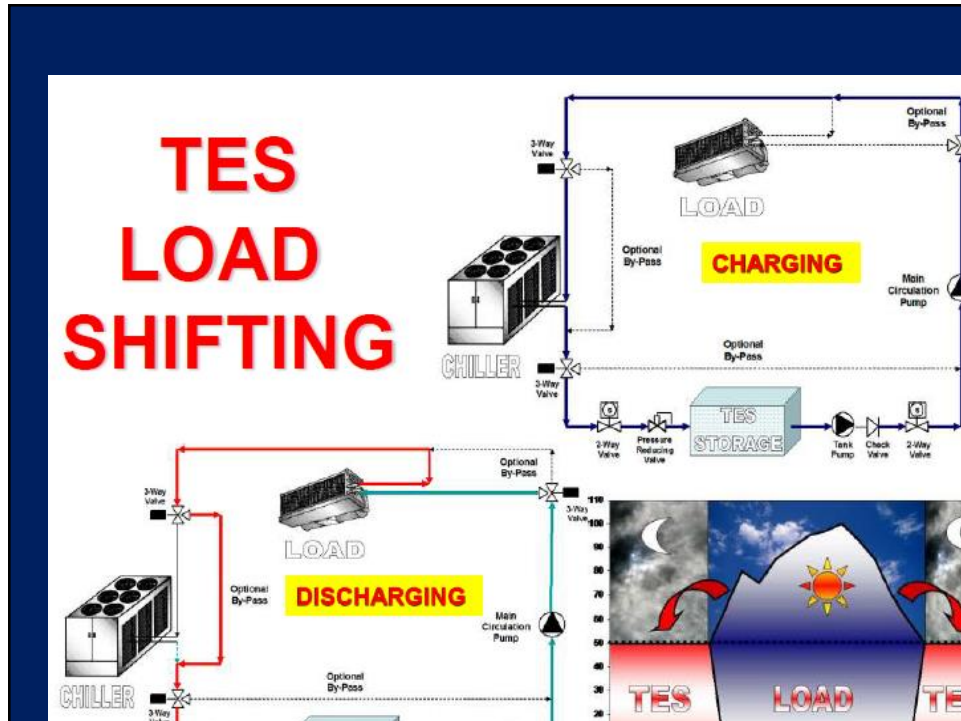 TES
LOAD
SHIFTING
Optional
By-Pass
3-Way
Valve
LOAD
Optional
By-Pass
CHARGING
Main
Circulation
Pump
CHILLER
Optional
By-Pass
3-Way
Valve
S
TES
STORAGE
S
2-Way
Valve
Pressure
Reducing
Valve
Tank
Pump
Check
Valve
2-Way
Valve
Optional
By-Pass
3-Way
Valve
LOAD
3-Way
Valve
Optional
By-Pass
DISCHARGING
Main
Circulation
Pump
CHILLER
Optional
By-Pass
3-Way
110
100
90
80
70
60
50
40
30
20
TES
LOAD
TE